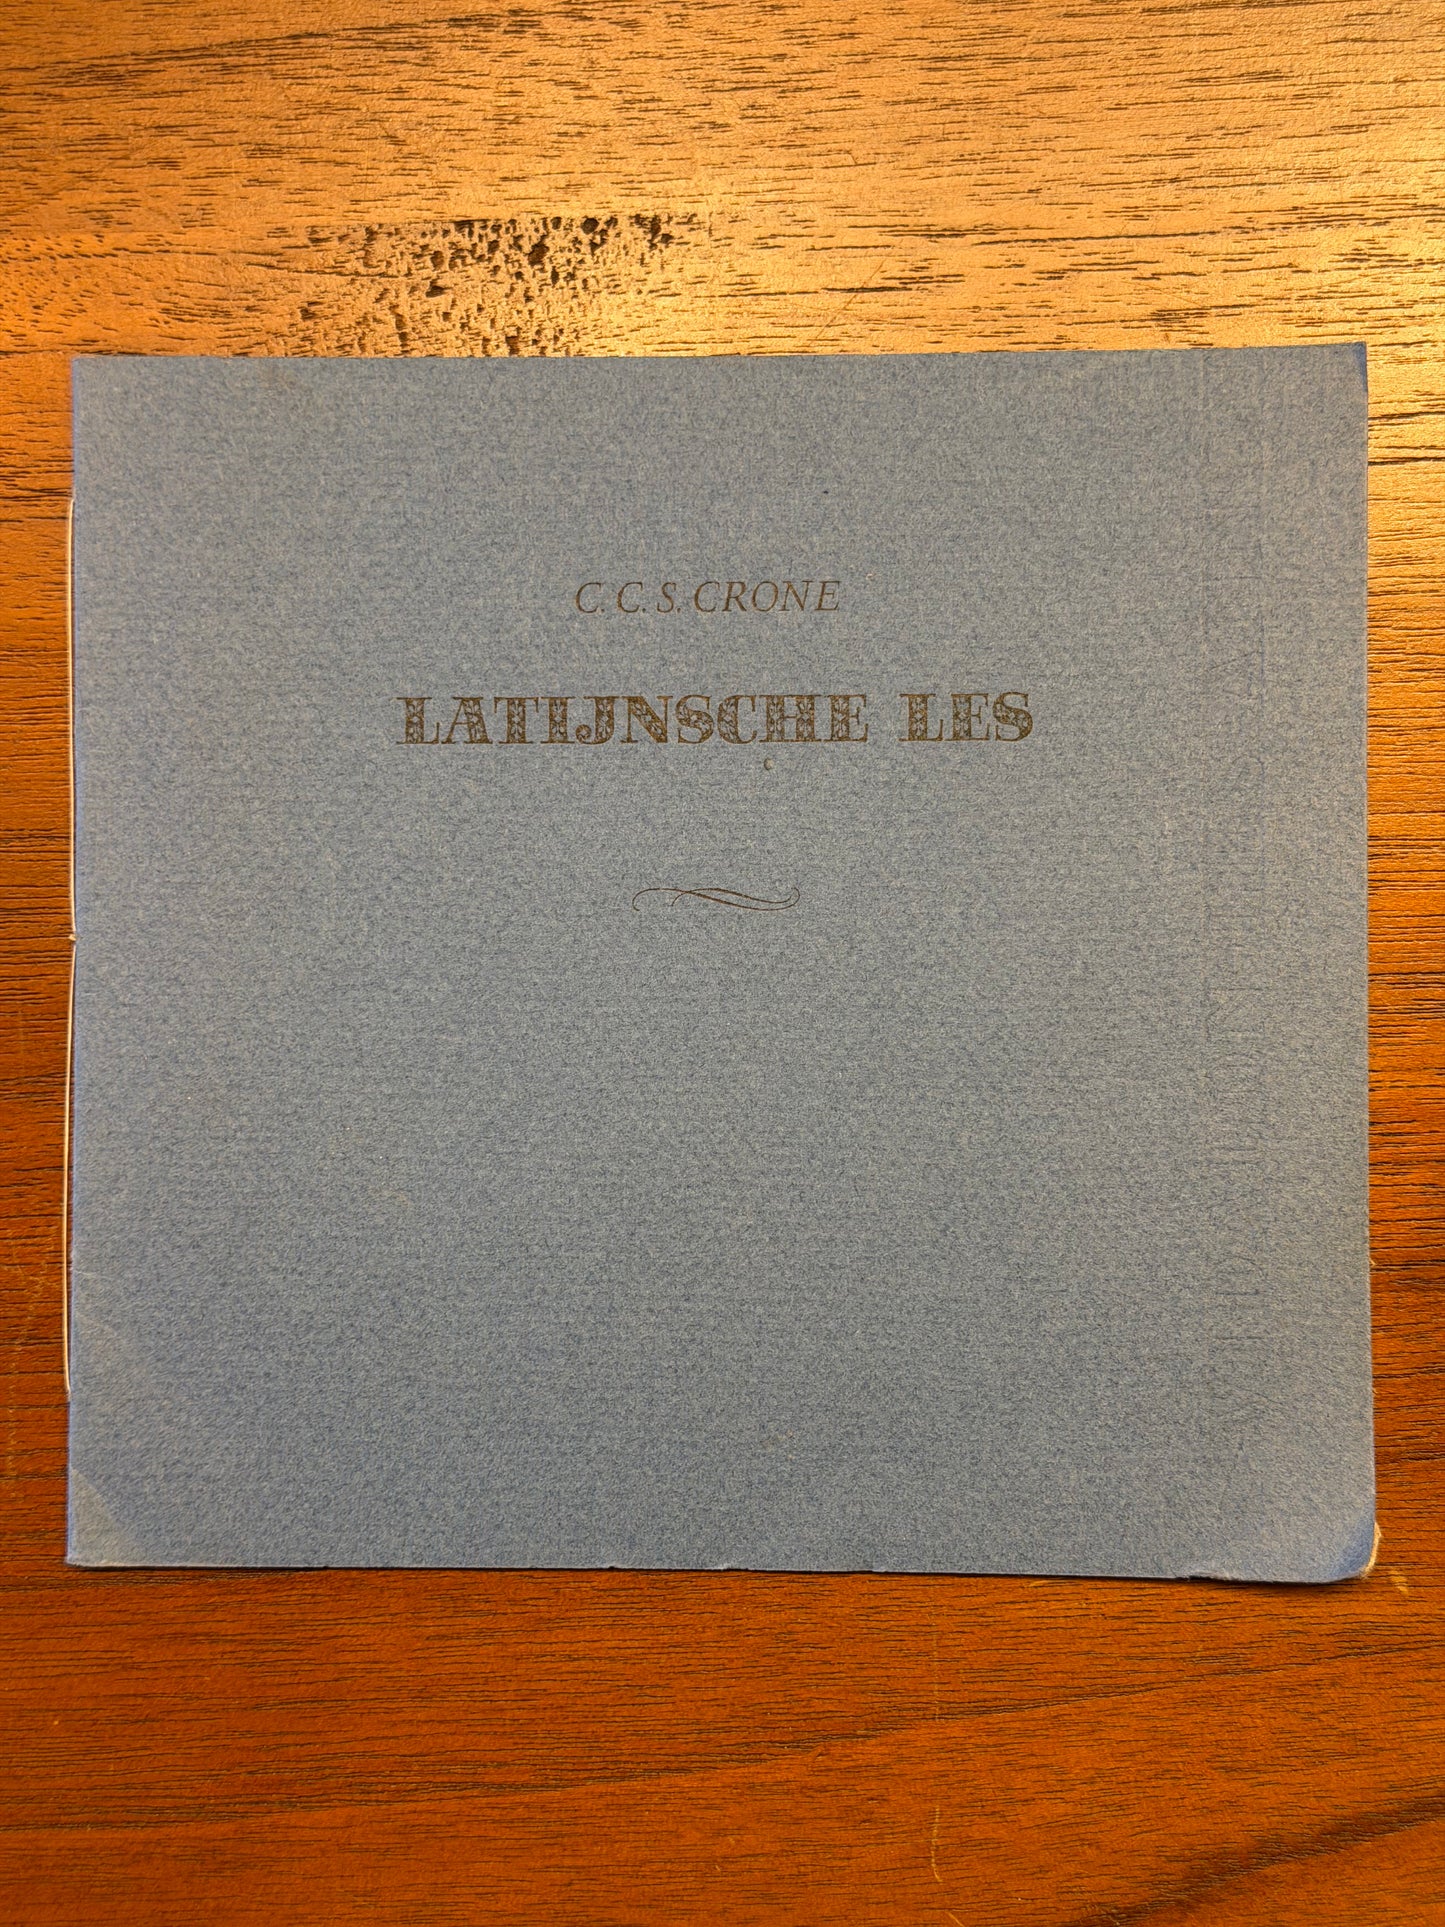 C. C. S. CRONE
LATIJNSCHE LES